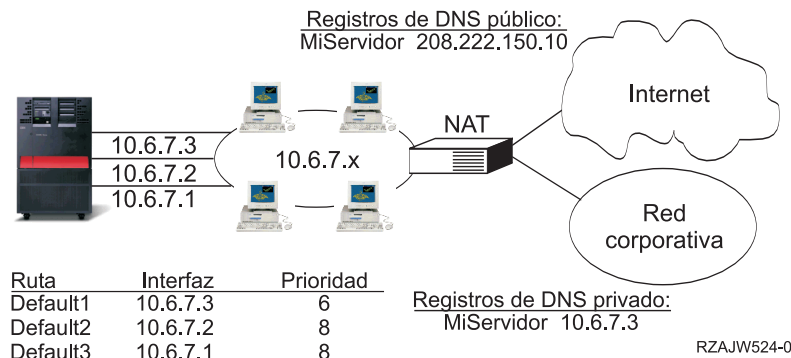 Registros de DNS público:
MiServidor 208.222.150.10
Internet
NAT
10.6.7.3
10.6.7.2
10.6.7.1
10.6.7.x
Red
corporativa
Ruta Interfaz Prioridad
Default1 10.6.7.3 6
Default2 10.6.7.2 8
Default3 10.6.7.1 8
Registros de DNS privado:
MiServidor 10.6.7.3
RZAJW524-0